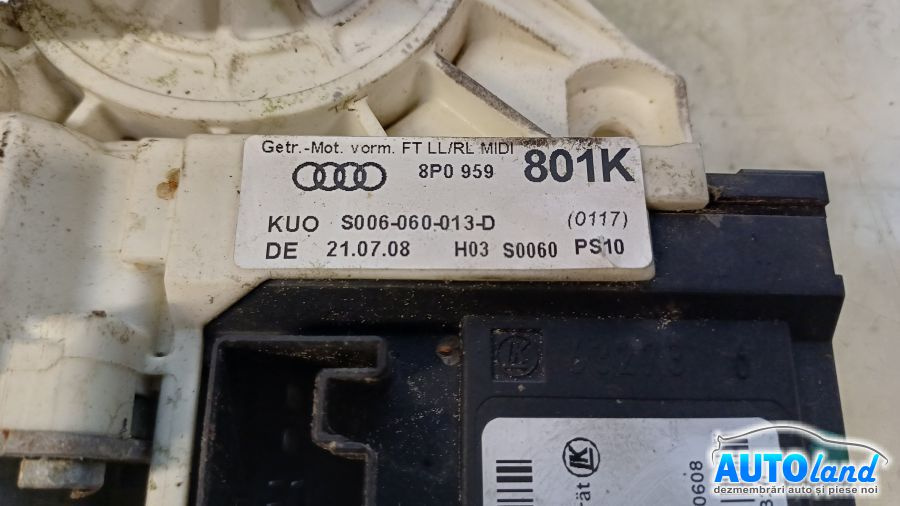 Getr.-Mot. vorm. FT LL/RL MIDI
8P0 959 801K
KUO S006-060-013-D (0117)
DE 21.07.08 H03 S0060 PS10
LK
AUTOland
dezmembrări auto și piese noi